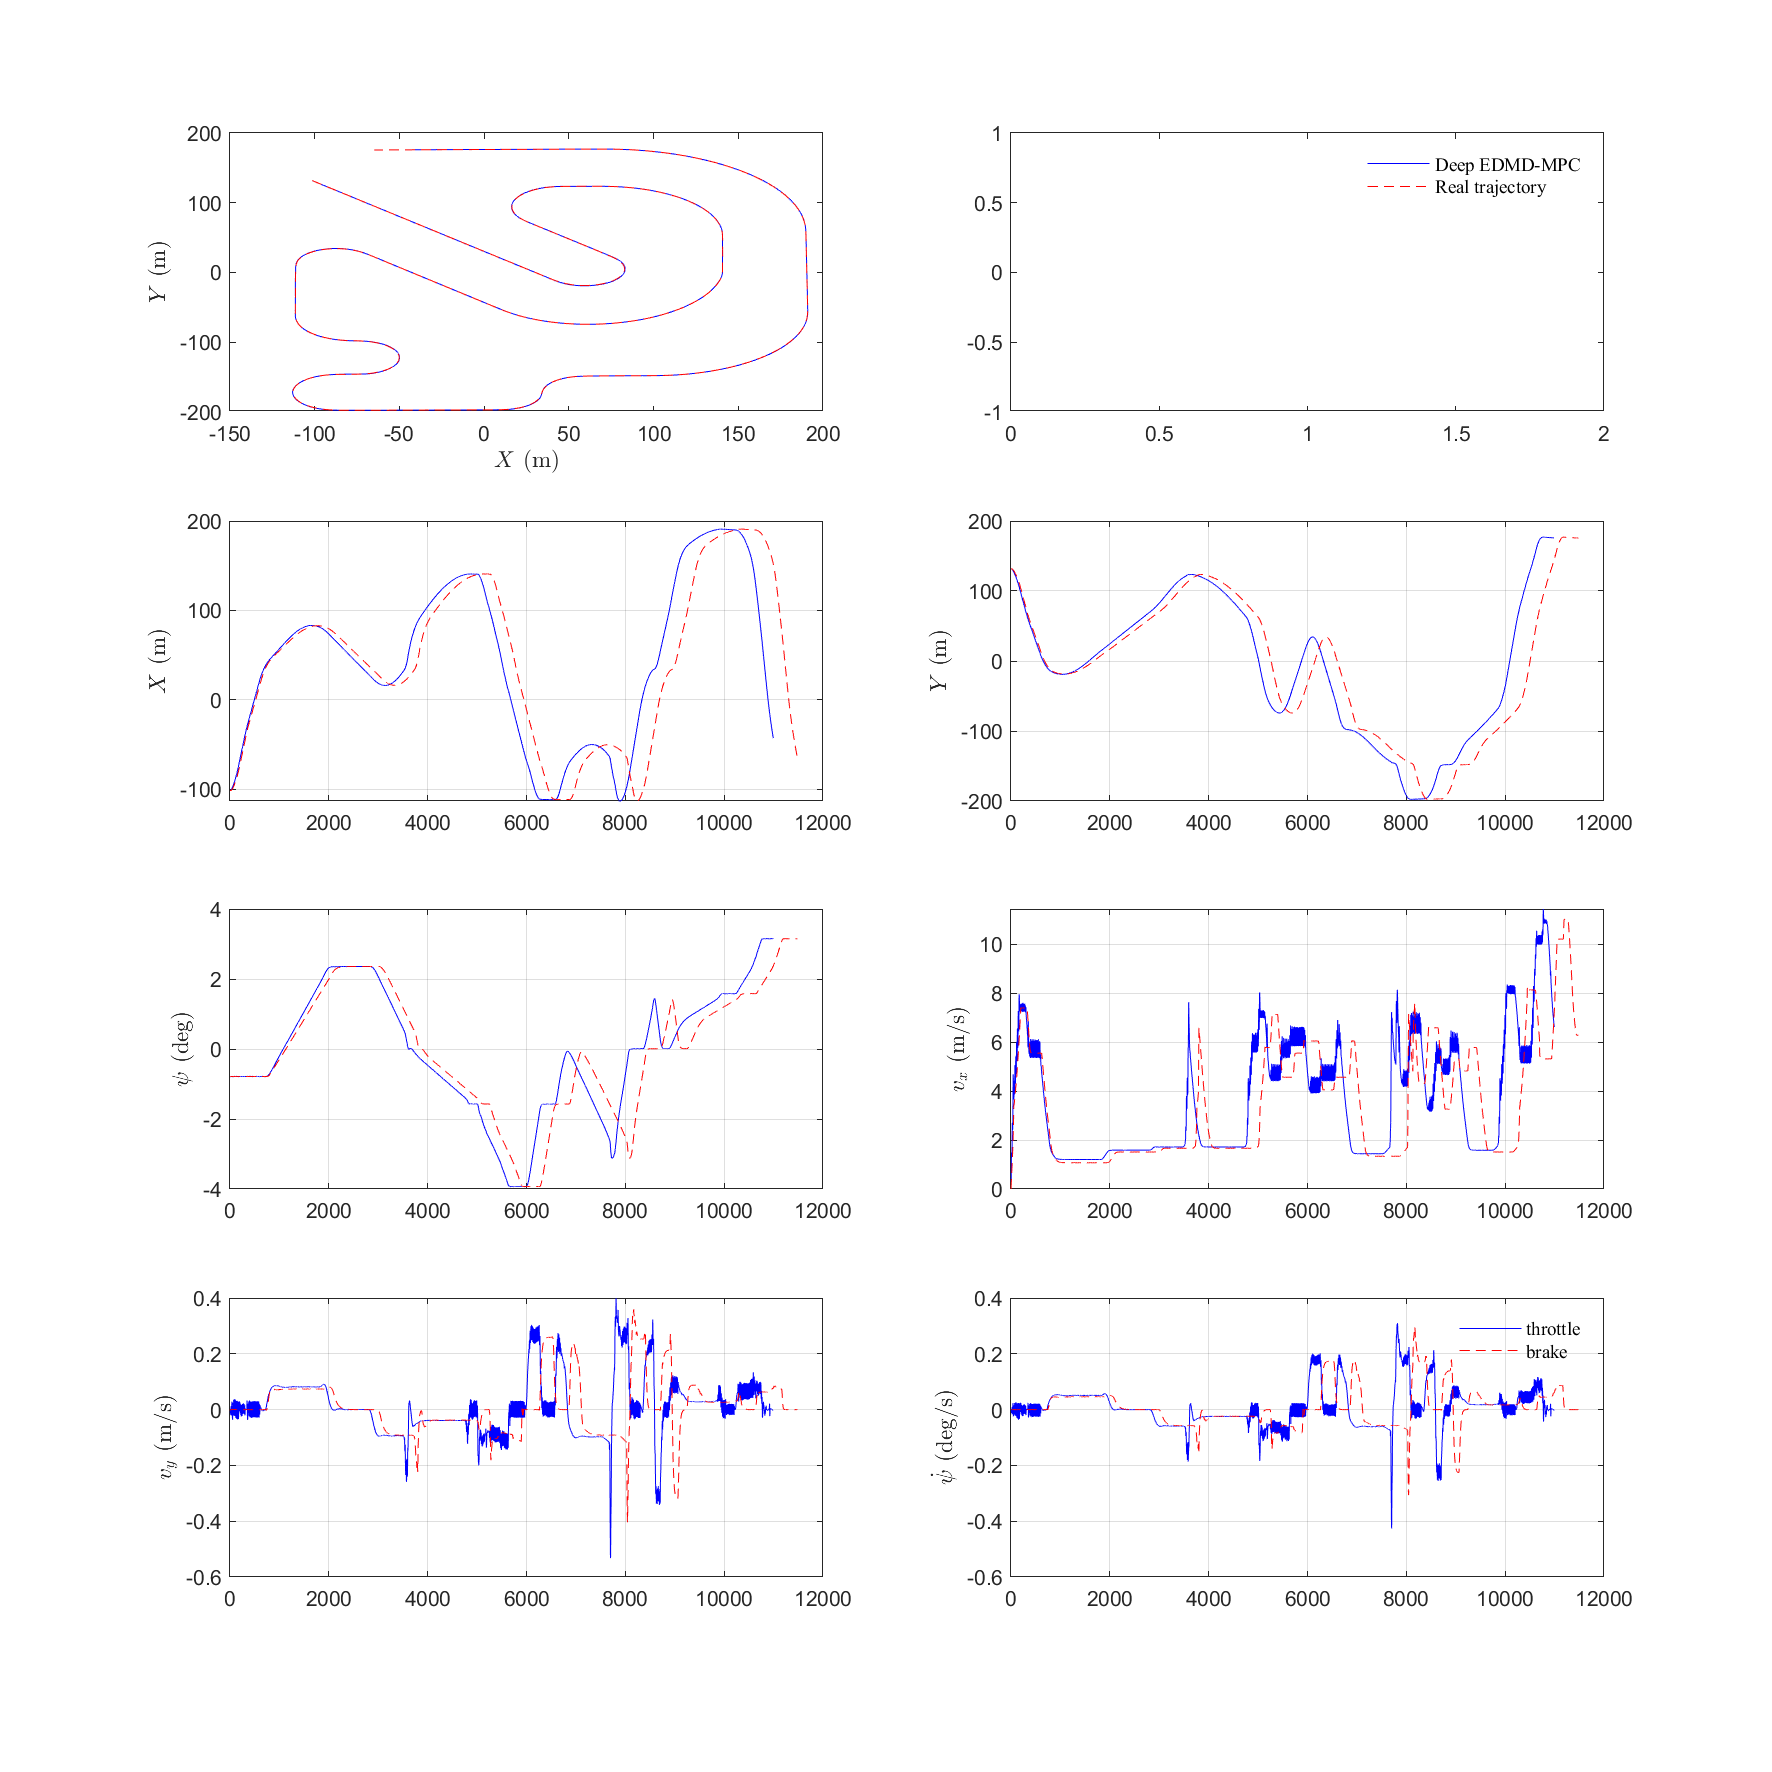 200
100
0
-100
-200
Y (m)
-150 -100 -50 0 50 100 150 200
X (m)
1
0.5
0
-0.5
-1
0 0.5 1 1.5 2
Deep EDMD-MPC
Real trajectory
200
100
0
-100
X (m)
0 2000 4000 6000 8000 10000 12000
200
100
0
-100
-200
Y (m)
0 2000 4000 6000 8000 10000 12000
4
2
0
-2
-4
ψ (deg)
0 2000 4000 6000 8000 10000 12000
10
8
6
4
2
0
v_x (m/s)
0 2000 4000 6000 8000 10000 12000
0.4
0.2
0
-0.2
-0.4
-0.6
v_y (m/s)
0 2000 4000 6000 8000 10000 12000
0.4
0.2
0
-0.2
-0.4
-0.6
ψ̇ (deg/s)
0 2000 4000 6000 8000 10000 12000
throttle
brake